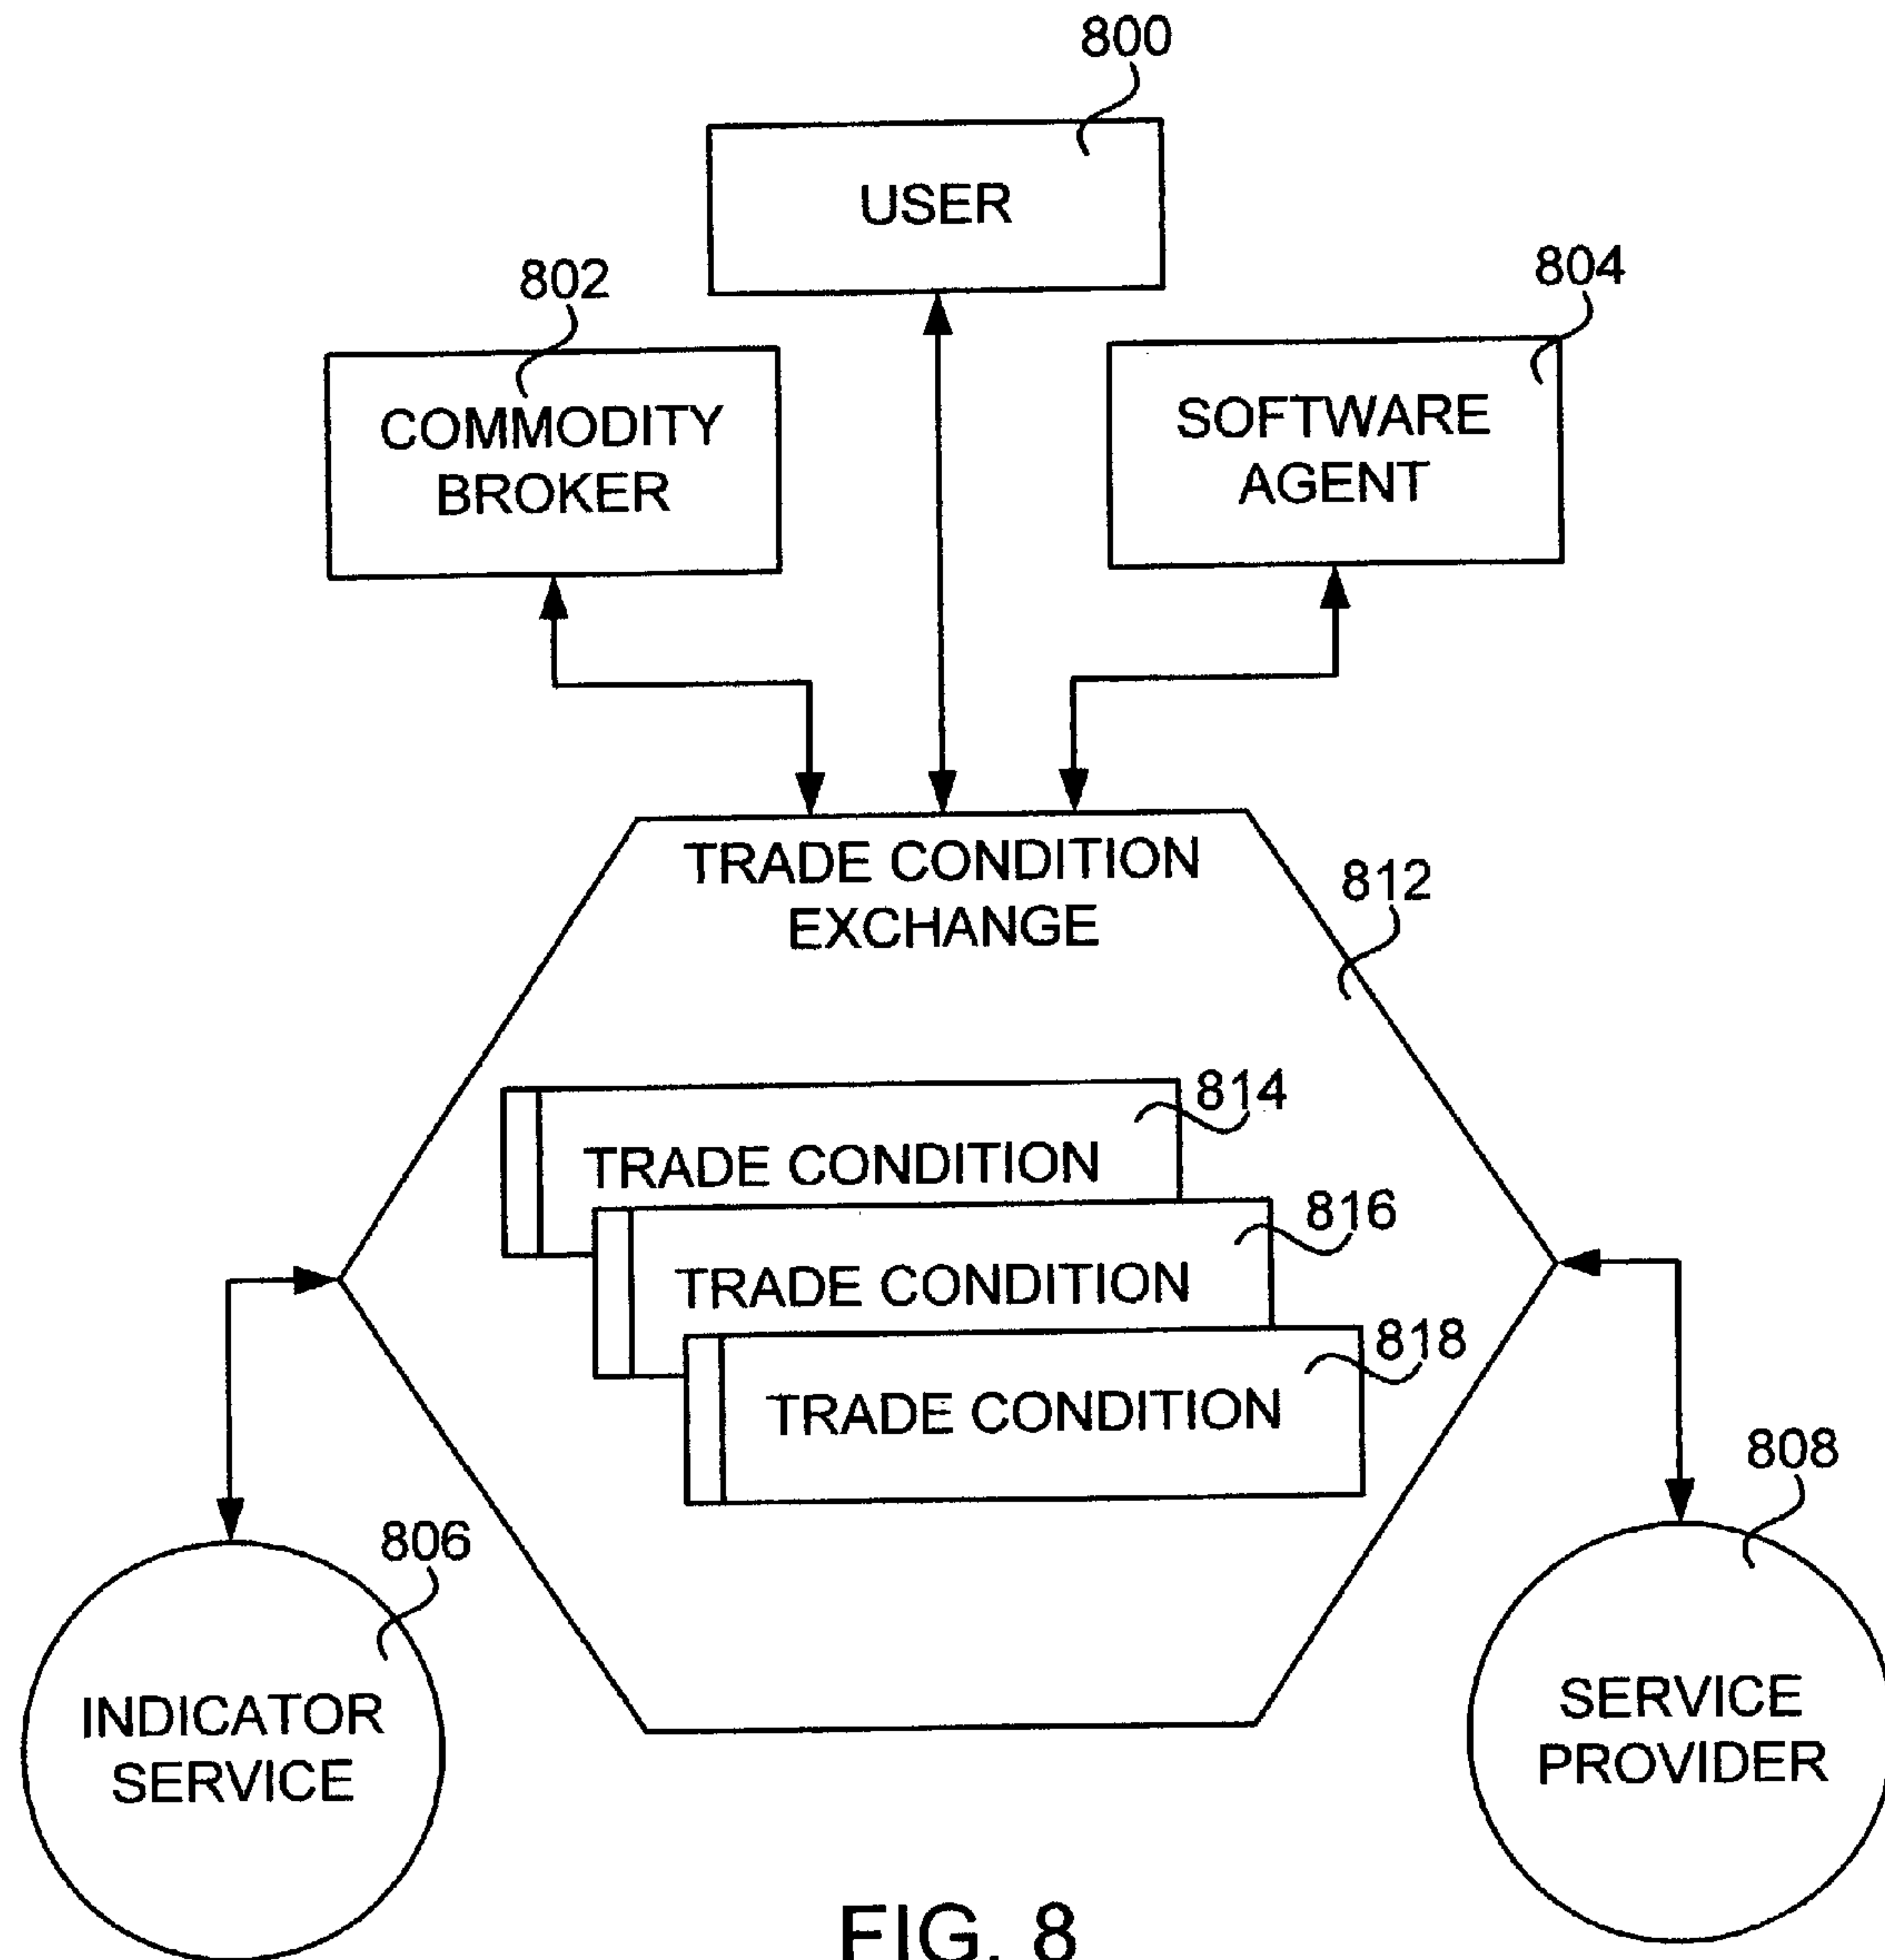 800
USER
802
804
COMMODITY
BROKER
SOFTWARE
AGENT
TRADE CONDITION
EXCHANGE
812
814
TRADE CONDITION
816
TRADE CONDITION
818
TRADE CONDITION
808
806
INDICATOR
SERVICE
SERVICE
PROVIDER
FIG. 8